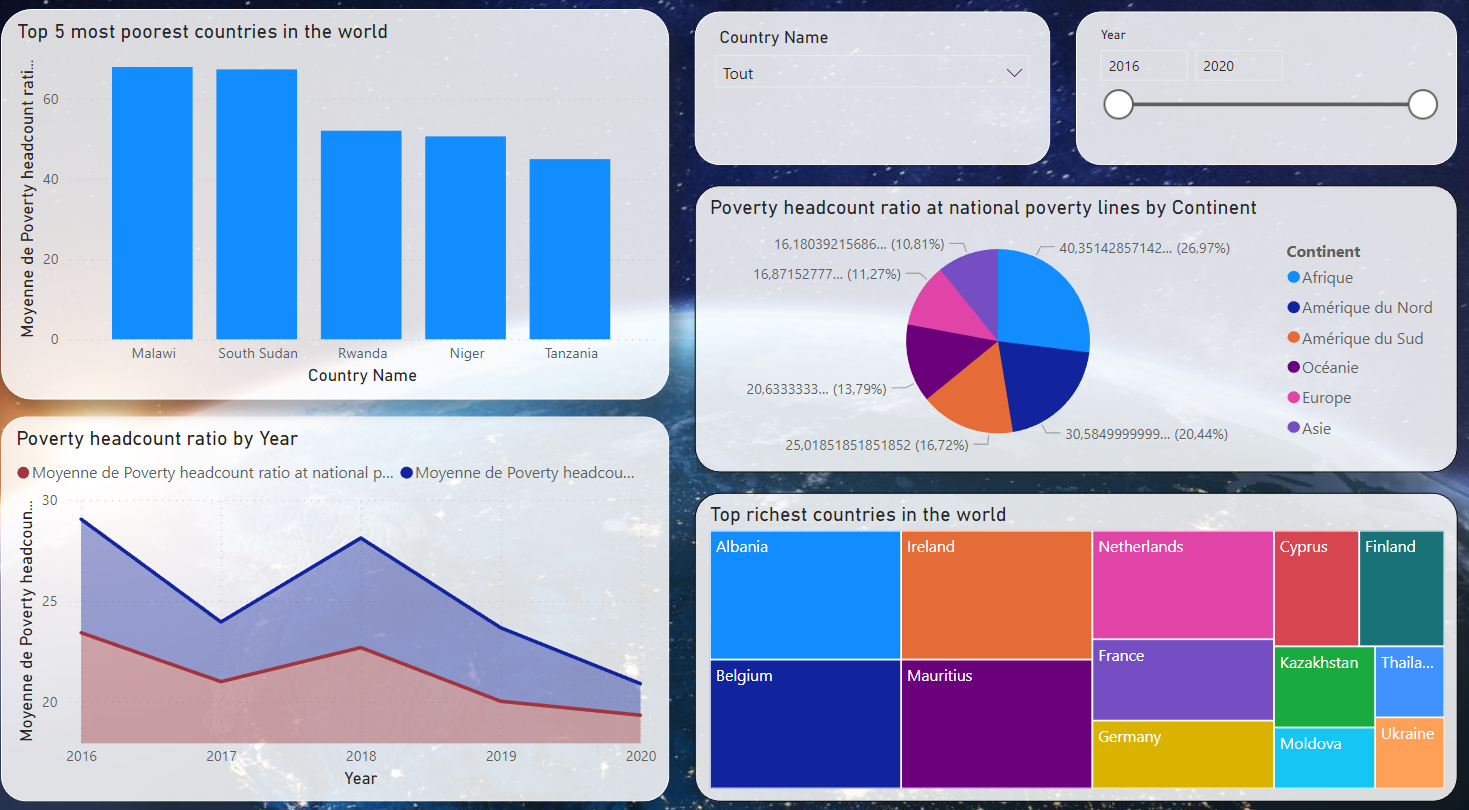 Top 5 most poorest countries in the world
Moyenne de Poverty headcount rati...
60
40
20
0
Malawi
South Sudan
Rwanda
Niger
Tanzania
Country Name
Country Name
Tout
Year
2016
2020
Poverty headcount ratio at national poverty lines by Continent
16,18039215686... (10,81%)
40,35142857142... (26,97%)
16,87152777... (11,27%)
20,6333333... (13,79%)
25,01851851851852 (16,72%)
30,5849999999... (20,44%)
Continent
Afrique
Amérique du Nord
Amérique du Sud
Océanie
Europe
Asie
Poverty headcount ratio by Year
Moyenne de Poverty headcount ratio at national p...
Moyenne de Poverty headcou...
Moyenne de Poverty headcoun...
30
25
20
2016
2017
2018
2019
2020
Year
Top richest countries in the world
Albania
Ireland
Netherlands
Cyprus
Finland
Belgium
Mauritius
France
Germany
Kazakhstan
Thaila...
Moldova
Ukraine